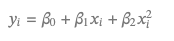 yᵢ = β₀ + β₁xᵢ + β₂xᵢ²